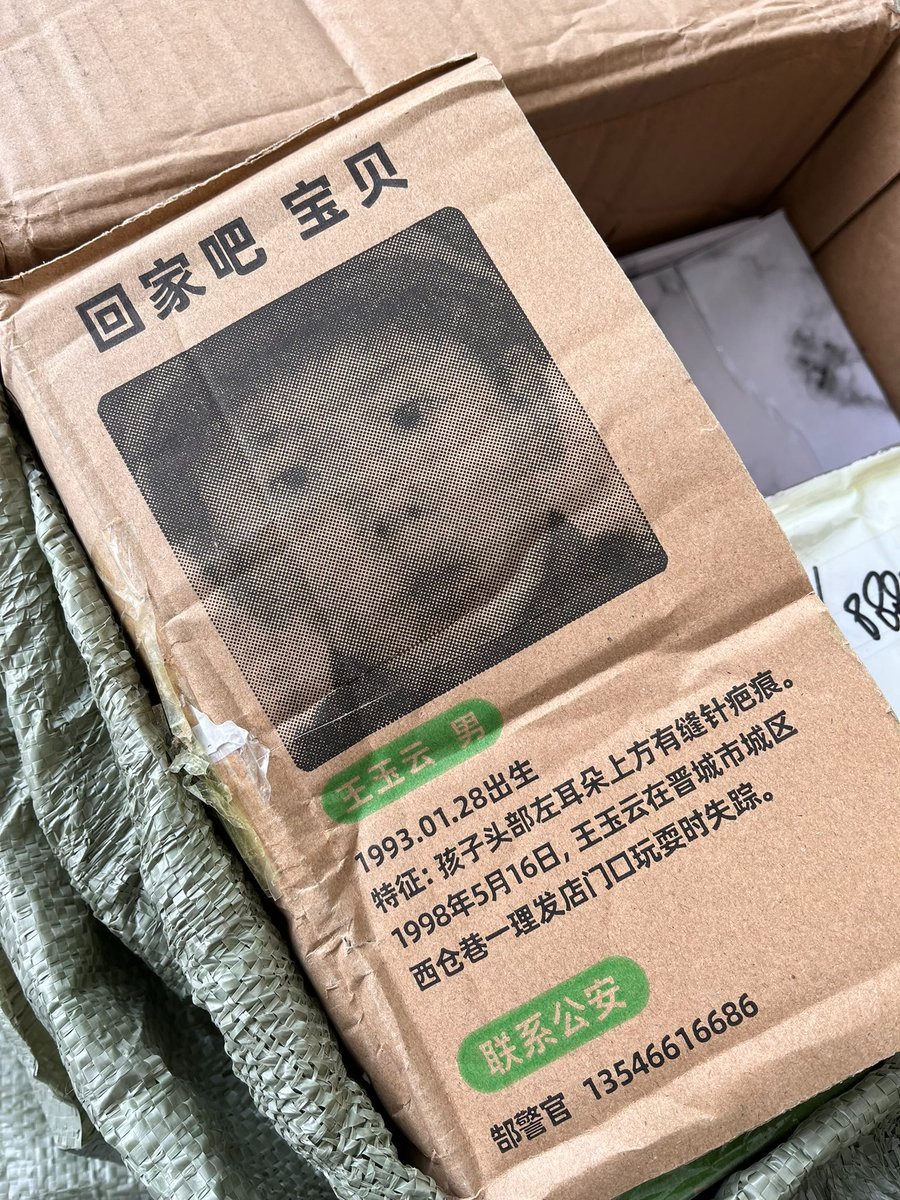 回家吧 宝贝
王玉云 男
1993.01.28出生
特征：孩子头部左耳朵上方有缝针疤痕。
1998年5月16日，王玉云在晋城市城区
西仓巷一理发店门口玩耍时失踪。
联系公安
郜警官 13546616686